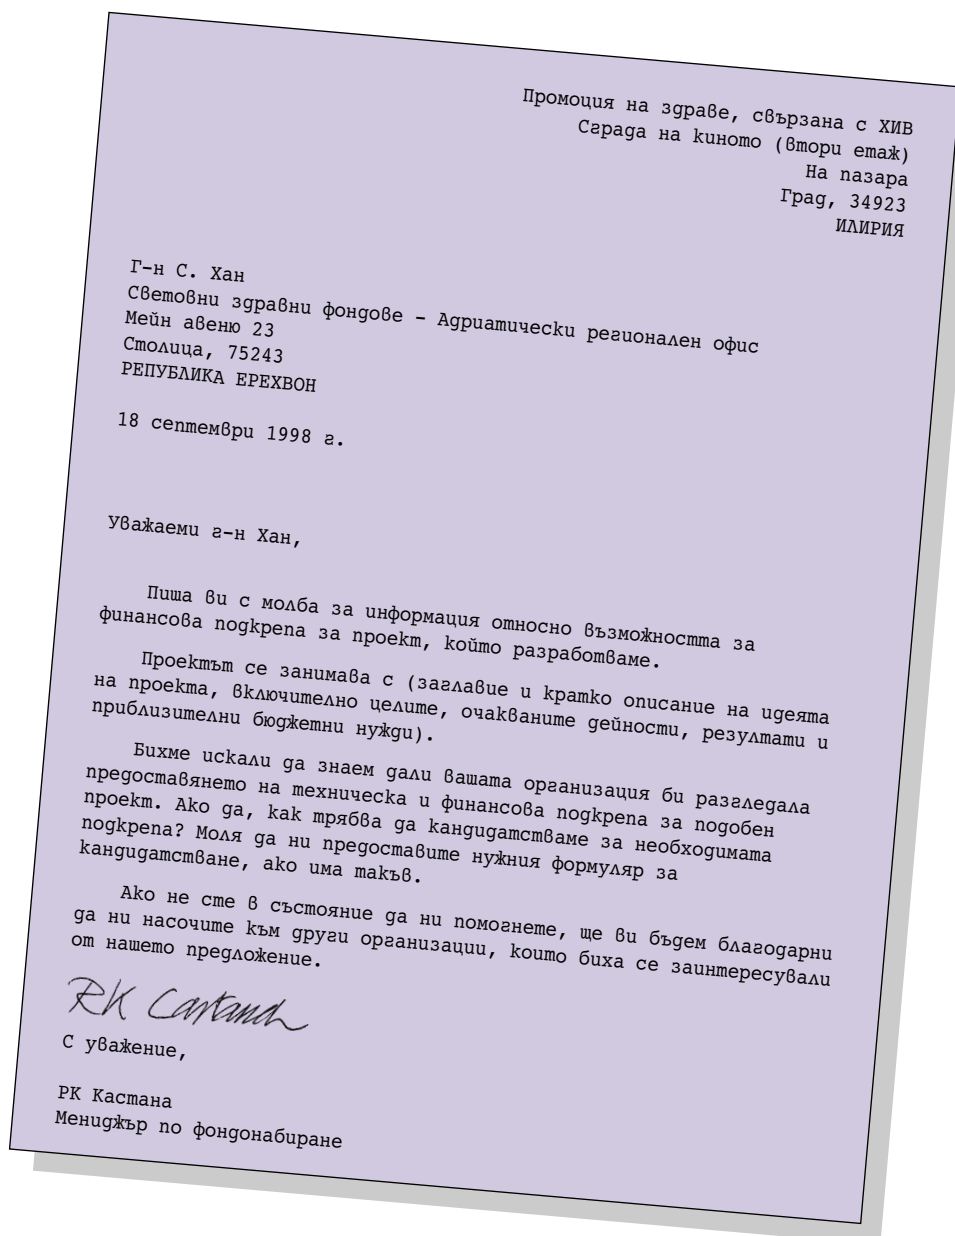 Промоция на здраве, свързана с ХИВ
Сграда на киното (втори етаж)
На пазара
Град, 34923
ИЛИРИЯ
Г-н С. Хан
Световни здравни фондове – Адриатически регионален офис
Мейн авеню 23
Столица, 75243
РЕПУБЛИКА ЕРЕХВОН
18 септември 1998 г.
Уважаеми г-н Хан,
Пиша ви с молба за информация относно възможността за
финансова подкрепа за проект, който разработваме.
Проектът се занимава с (заглавие и кратко описание на идеята
на проекта, включително целите, очакваните дейности, резултати и
приблизителни бюджетни нужди).
Бихме искали да знаем дали вашата организация би разгледала
предоставянето на техническа и финансова подкрепа за подобен
проект. Ако да, как трябва да кандидатстваме за необходимата
подкрепа? Моля да ни предоставите нужния формуляр за
кандидатстване, ако има такъв.
Ако не сте в състояние да ни помогнете, ще ви бъдем благодарни
да ни насочите към други организации, които биха се заинтересували
от нашето предложение.
RK
С уважение,
РК Кастана
Мениджър по фондонабиране